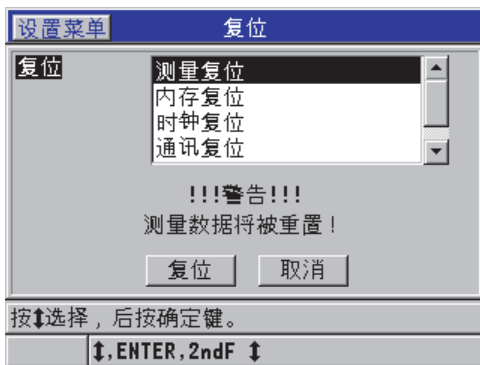 设置菜单 复位
复位
测量复位
内存复位
时钟复位
通讯复位
!!!警告!!!
测量数据将被重置!
复位 取消
按⬍选择,后按确定键。
⬍,ENTER,2ndF ⬍